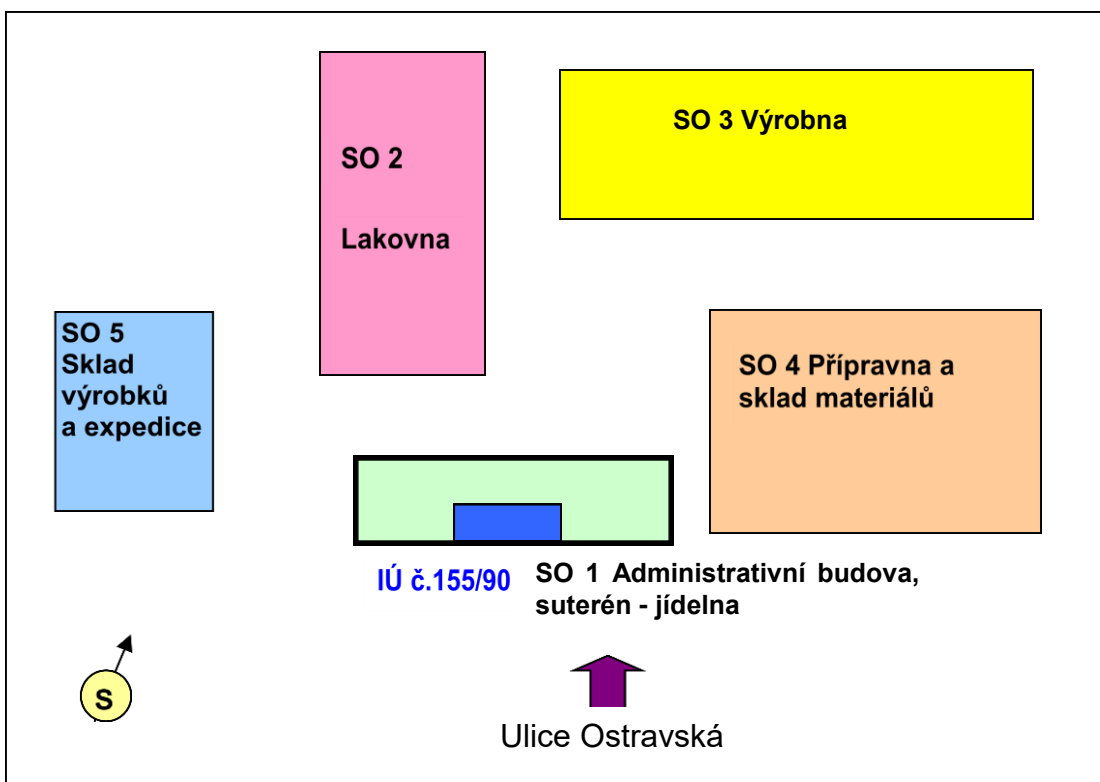 SO 3 Výrobna
SO 2
Lakovna
SO 5
Sklad
výrobků
a expedice
SO 4 Přípravna a
sklad materiálů
IÚ č.155/90
SO 1 Administrativní budova,
suterén - jídelna
S
Ulice Ostravská